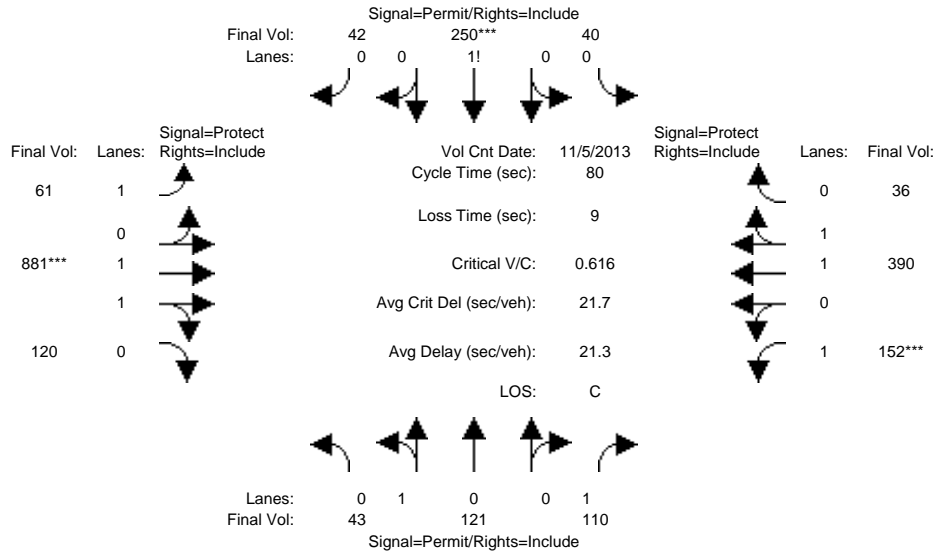 Signal=Permit/Rights=Include
Final Vol: 42 250*** 40
Lanes: 0 0 1! 0 0
Signal=Protect Signal=Protect
Final Vol: Lanes: Rights=Include Vol Cnt Date: 11/5/2013 Rights=Include Lanes: Final Vol:
Cycle Time (sec): 80
61 1 0 36
Loss Time (sec): 9
0 1
881*** 1 Critical V/C: 0.616 1 390
1 Avg Crit Del (sec/veh): 21.7 0
120 0 Avg Delay (sec/veh): 21.3 1 152***
LOS: C
Lanes: 0 1 0 0 1
Final Vol: 43 121 110
Signal=Permit/Rights=Include